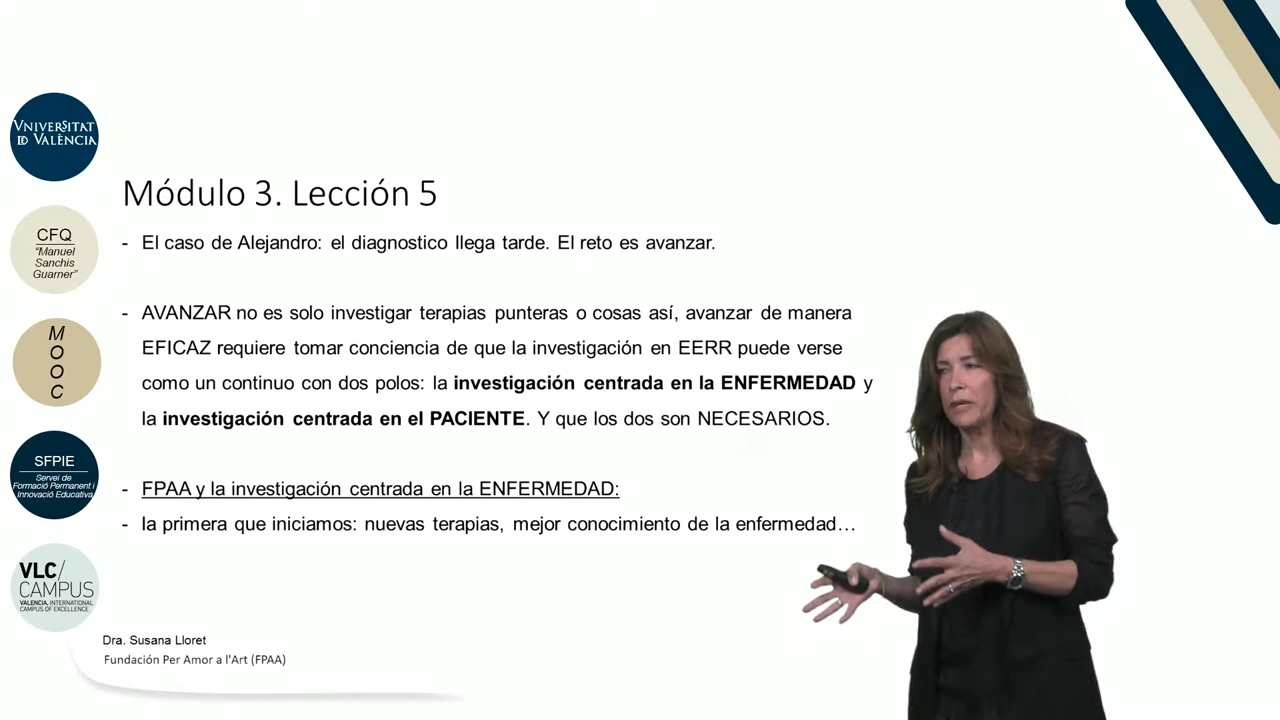 VNIVERSITAT
ID VALÈNCIA
CFQ
"Manuel
Sanchis
Guarner"
M
O
O
C
SFPIE
Servei de
Formació Permanent i
Innovació Educativa
VLC/
CAMPUS
VALENCIA, INTERNATIONAL
CAMPUS OF EXCELLENCE
Módulo 3. Lección 5
- El caso de Alejandro: el diagnostico llega tarde. El reto es avanzar.
- AVANZAR no es solo investigar terapias punteras o cosas así, avanzar de manera
EFICAZ requiere tomar conciencia de que la investigación en EERR puede verse
como un continuo con dos polos: la investigación centrada en la ENFERMEDAD y
la investigación centrada en el PACIENTE. Y que los dos son NECESARIOS.
- FPAA y la investigación centrada en la ENFERMEDAD:
- la primera que iniciamos: nuevas terapias, mejor conocimiento de la enfermedad…
Dra. Susana Lloret
Fundación Per Amor a l'Art (FPAA)